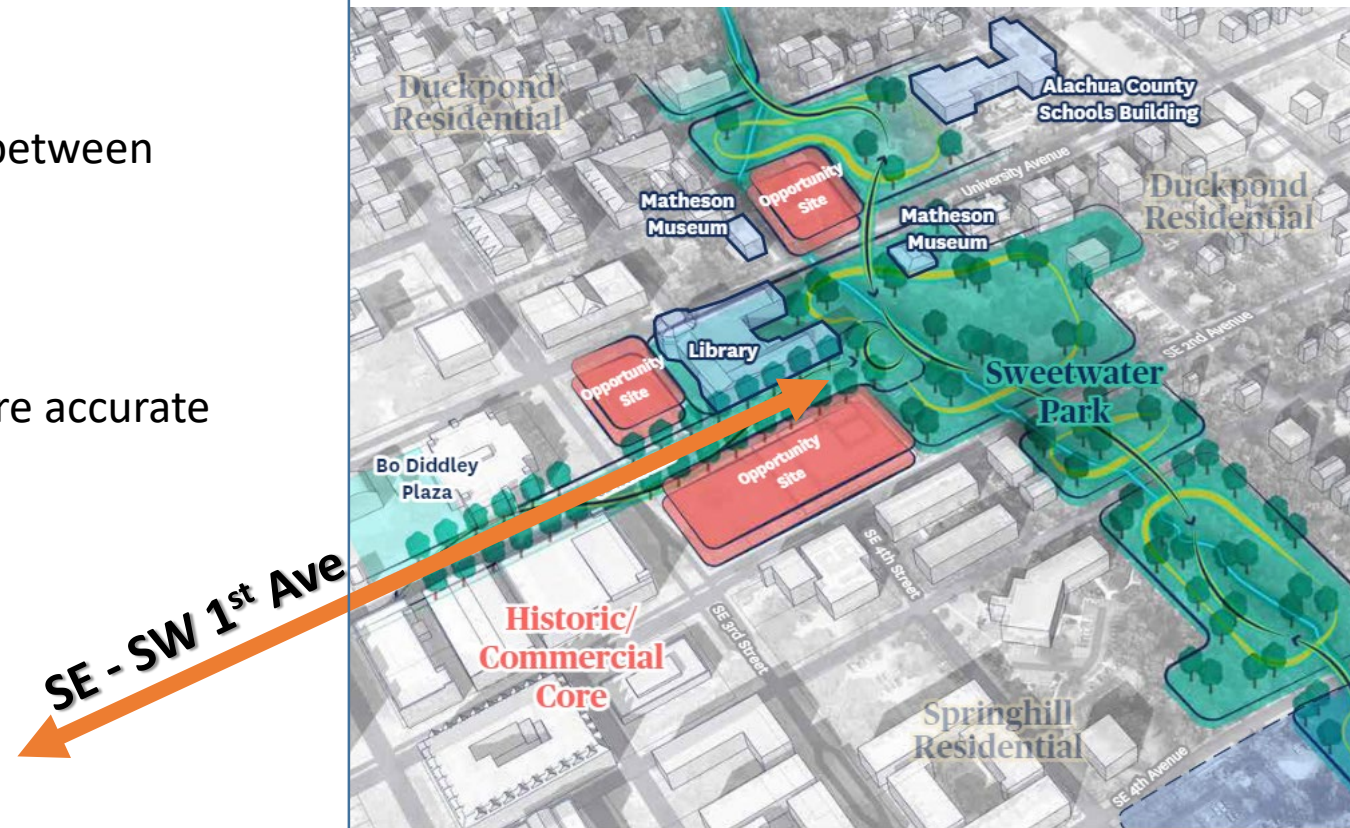 between
re accurate
SE - SW 1st Ave
Duckpond
Residential
Alachua County
Schools Building
University Avenue
Opportunity
Site
Matheson
Museum
Matheson
Museum
Duckpond
Residential
SE 2nd Avenue
Library
Opportunity
Site
Sweetwater
Park
Bo Diddley
Plaza
Opportunity
Site
SE 4th Street
Historic/
Commercial
Core
SE 3rd Street
Springhill
Residential
SE 4th Avenue